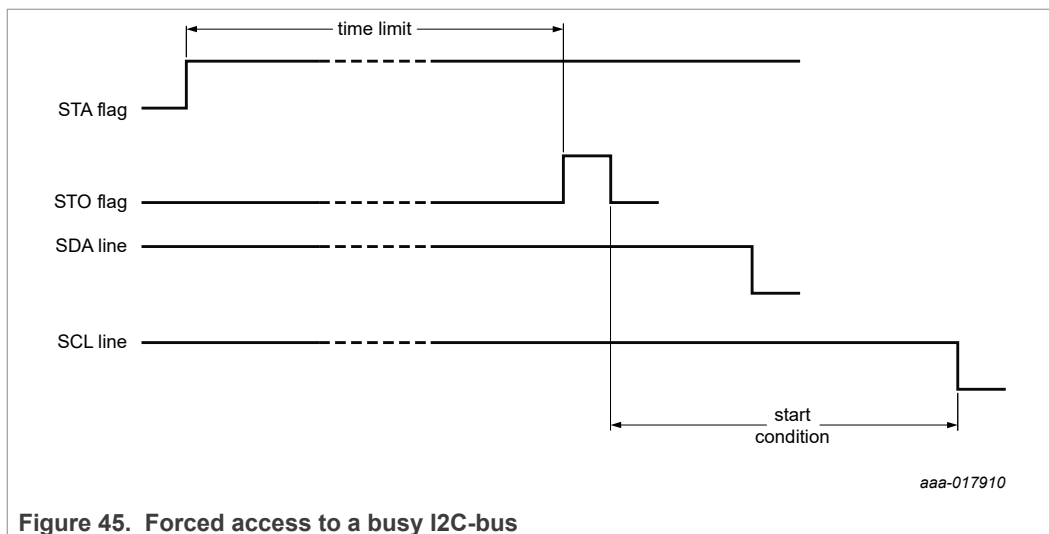 time limit
STA flag
STO flag
SDA line
SCL line
start
condition
aaa-017910
Figure 45. Forced access to a busy I2C-bus